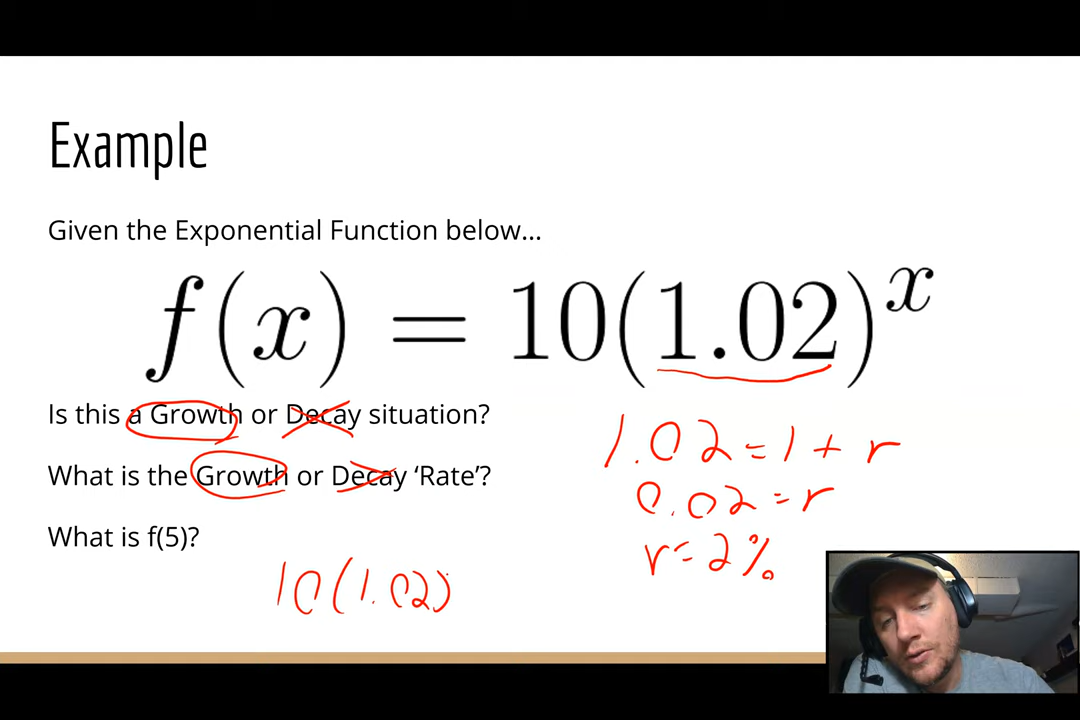 Example
Given the Exponential Function below...
f(x) = 10(1.02)^x
Is this a Growth or Decay situation?
What is the Growth or Decay ‘Rate’?
What is f(5)?
1.02 = 1 + r
0.02 = r
r = 2%
10(1.02)